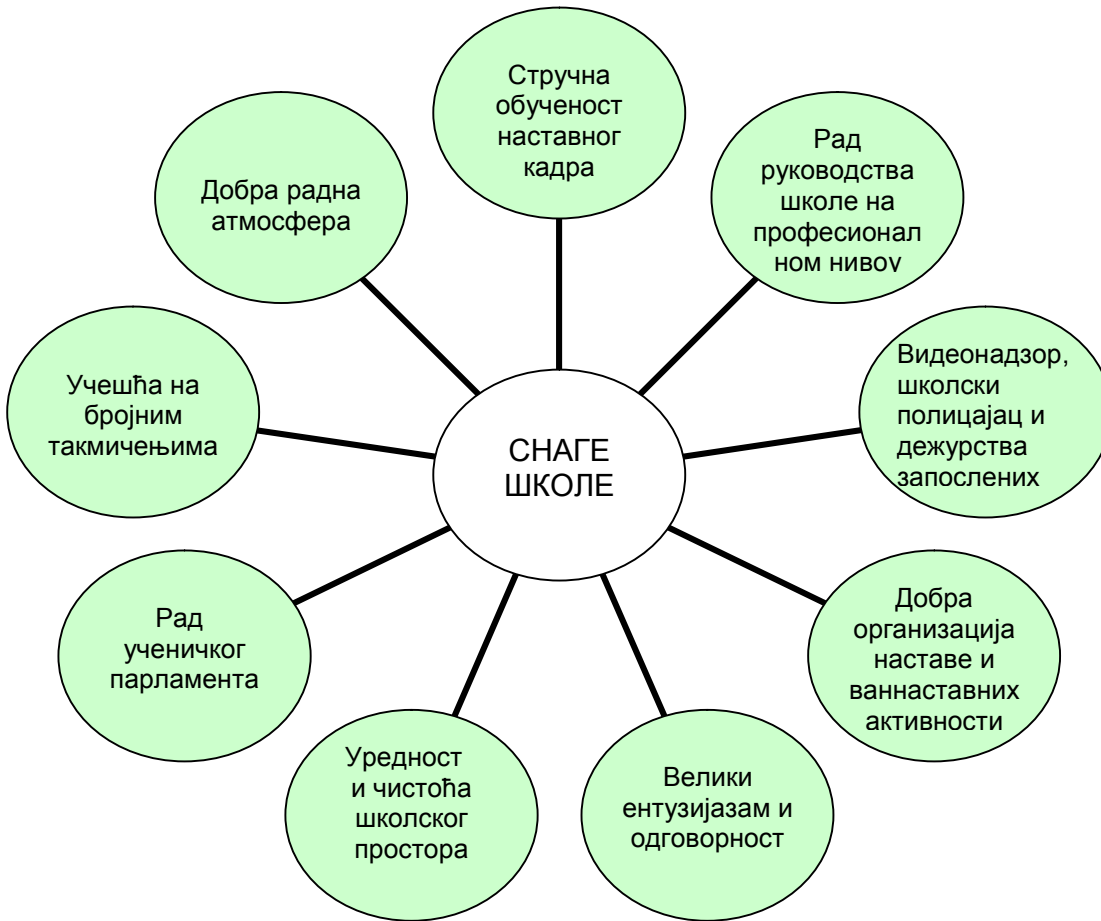 Стручна
обученост
наставног
кадра
Рад
руководства
школе на
професионал
ном нивоу
Видеонадзор,
школски
полицајац и
дежурства
запослених
Добра
организација
наставе и
ваннаставних
активности
Велики
ентузијазам и
одговорност
Уредност
и чистоћа
школског
простора
Рад
ученичког
парламента
Учешћа на
бројним
такмичењима
Добра радна
атмосфера
СНАГЕ
ШКОЛЕ